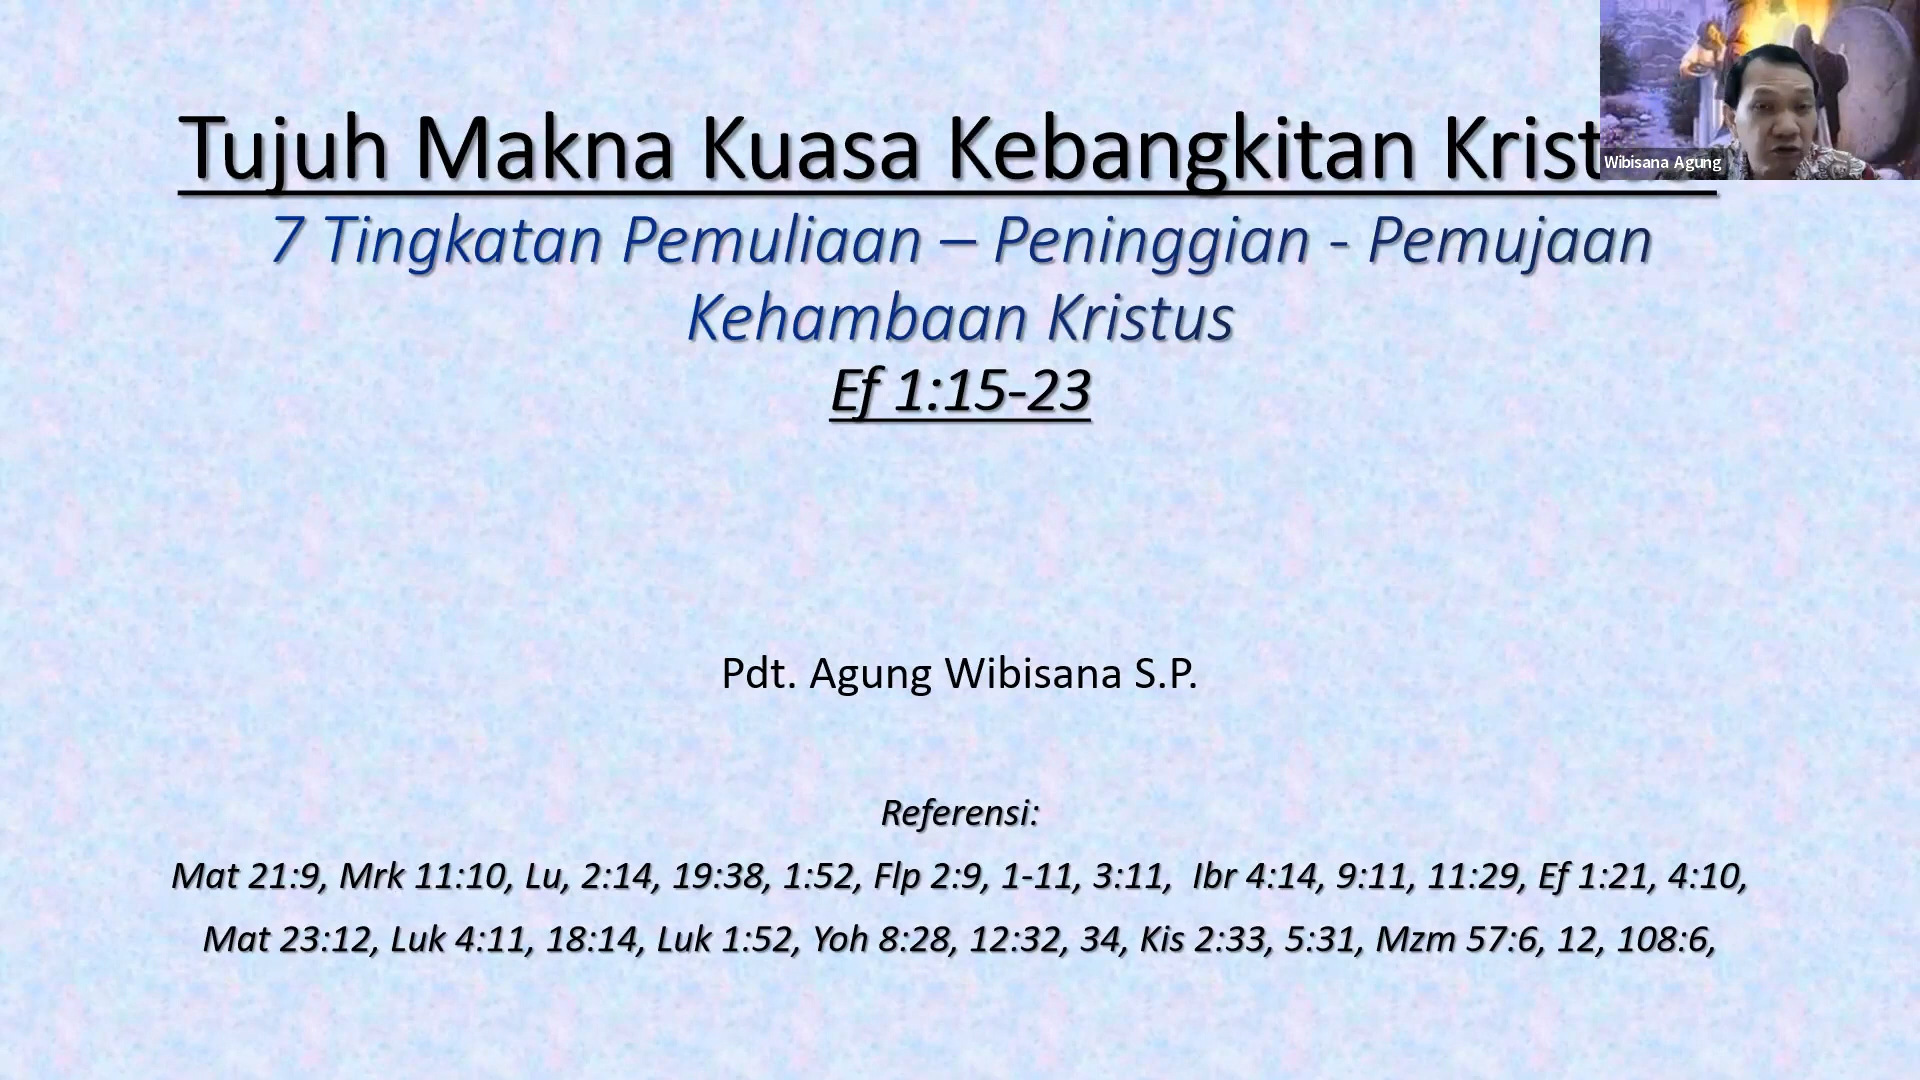 Tujuh Makna Kuasa Kebangkitan
7 Tingkatan Pemuliaan – Peninggian - Pemujaan
Kehambaan Kristus
Ef 1:15-23
Wibisana Agung
Pdt. Agung Wibisana S.P.
Referensi:
Mat 21:9, Mrk 11:10, Lu, 2:14, 19:38, 1:52, Flp 2:9, 1-11, 3:11, Ibr 4:14, 9:11, 11:29, Ef 1:21, 4:10,
Mat 23:12, Luk 4:11, 18:14, Luk 1:52, Yoh 8:28, 12:32, 34, Kis 2:33, 5:31, Mzm 57:6, 12, 108:6,